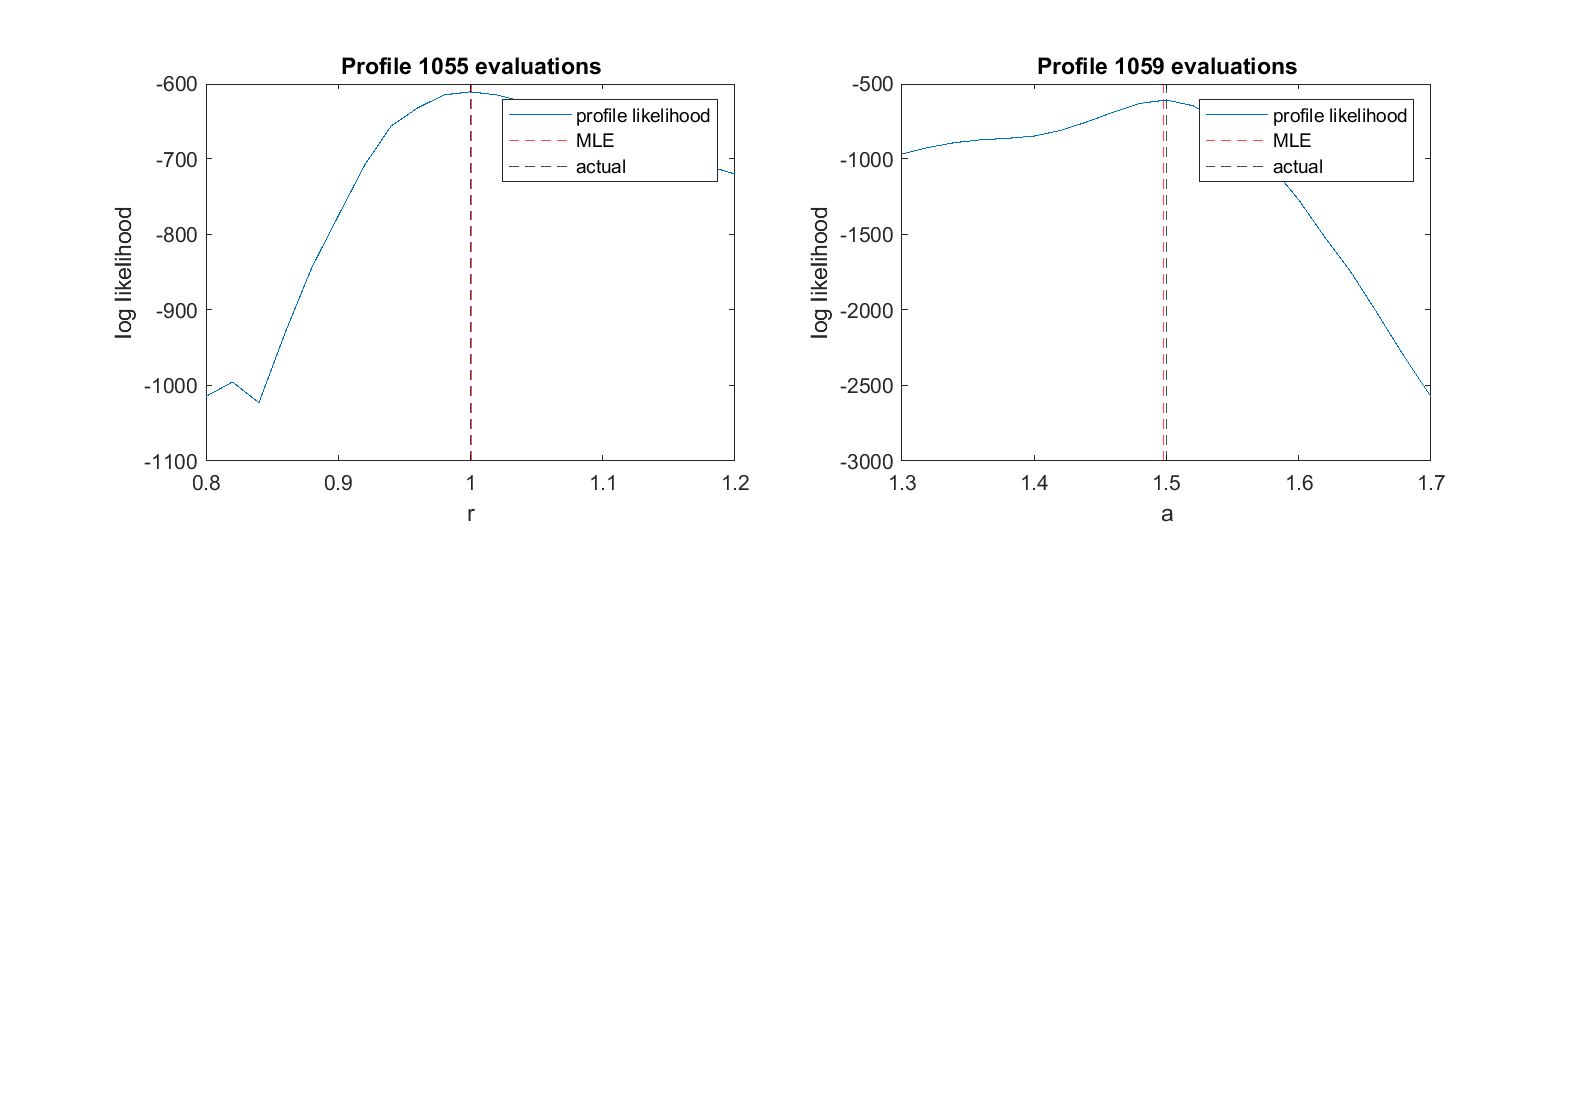 Profile 1055 evaluations
-600
-700
-800
-900
-1000
-1100
log likelihood
0.8
0.9
1
1.1
1.2
r
profile likelihood
MLE
actual
Profile 1059 evaluations
-500
-1000
-1500
-2000
-2500
-3000
log likelihood
1.3
1.4
1.5
1.6
1.7
a
profile likelihood
MLE
actual